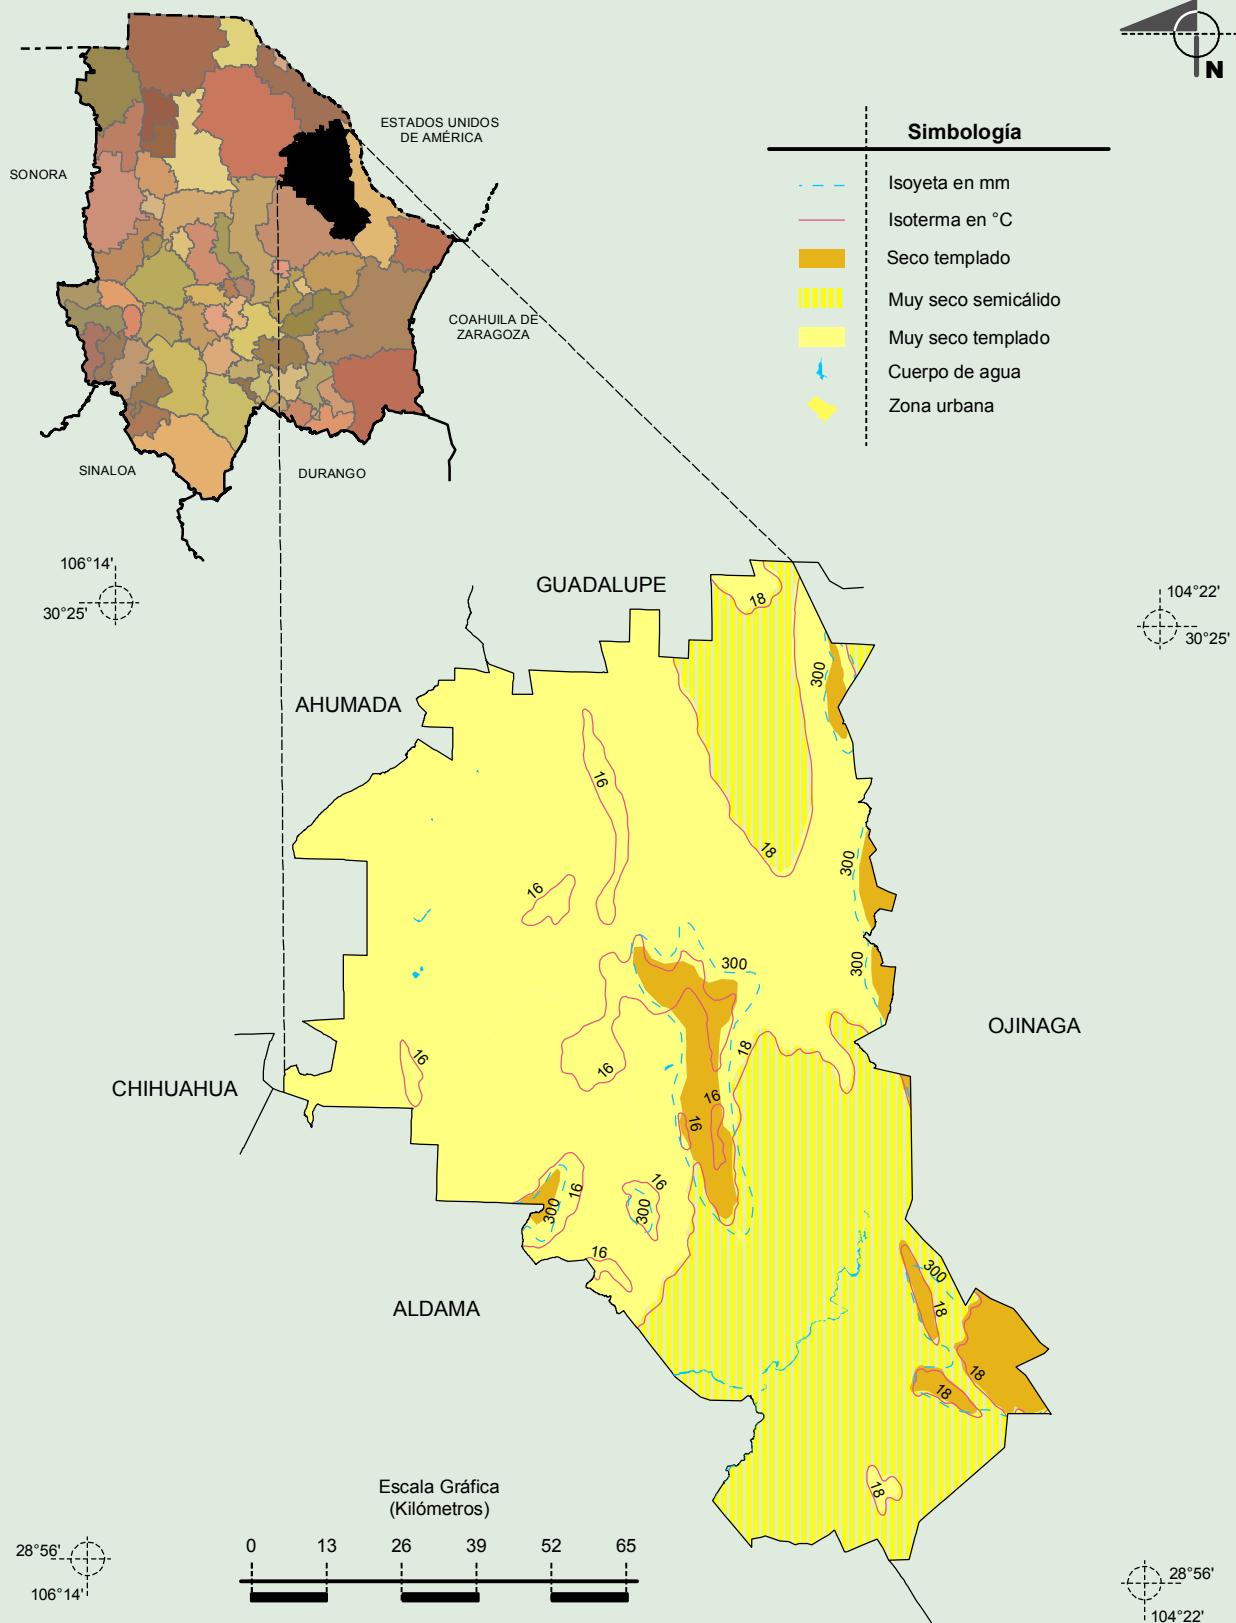 N
ESTADOS UNIDOS
DE AMÉRICA
SONORA
COAHUILA DE
ZARAGOZA
SINALOA
DURANGO
Simbología
Isoyeta en mm
Isoterma en °C
Seco templado
Muy seco semicálido
Muy seco templado
Cuerpo de agua
Zona urbana
106°14'
30°25'
104°22'
30°25'
GUADALUPE
AHUMADA
OJINAGA
CHIHUAHUA
ALDAMA
18
300
16
18
300
16
300
300
18
16
16
16
16
16
300
16
300
16
300
18
18
18
18
Escala Gráfica
(Kilómetros)
0 13 26 39 52 65
28°56'
106°14'
28°56'
104°22'